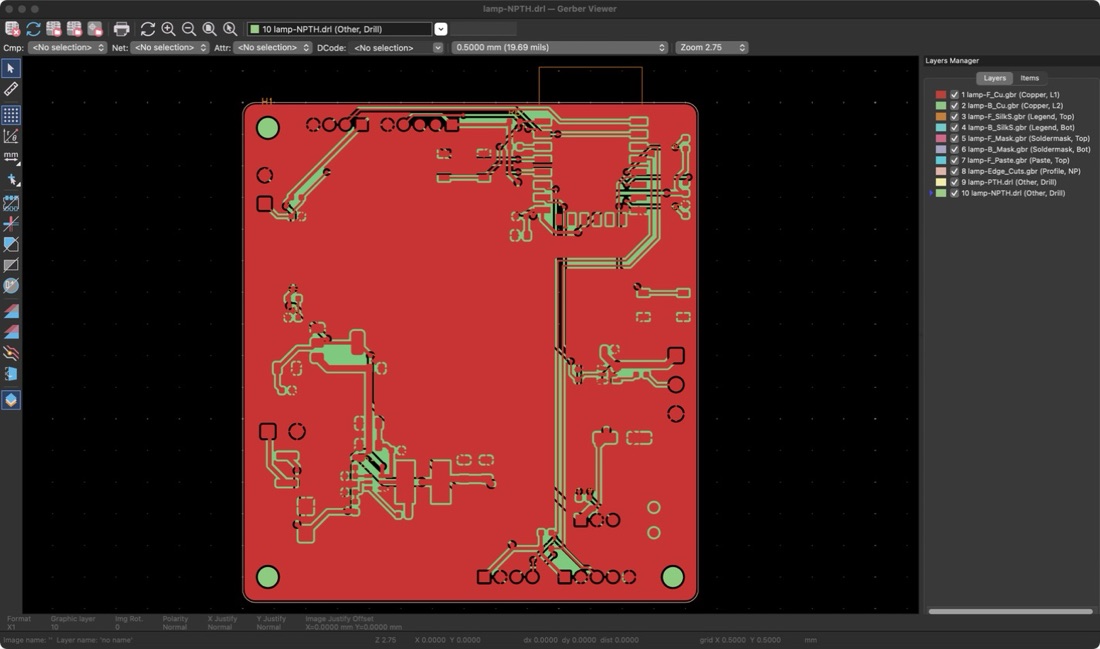 lamp-NPTH.drl — Gerber Viewer
10 lamp-NPTH.drl (Other, Drill)
Cmp: <No selection> Net: <No selection> Attr: <No selection> DCode: <No selection> 0.5000 mm (19.69 mils) Zoom 2.75
Layers Manager
Layers Items
1 lamp-F_Cu.gbr (Copper, L1)
2 lamp-B_Cu.gbr (Copper, L2)
3 lamp-F_SilkS.gbr (Legend, Top)
4 lamp-B_SilkS.gbr (Legend, Bot)
5 lamp-F_Mask.gbr (Soldermask, Top)
6 lamp-B_Mask.gbr (Soldermask, Bot)
7 lamp-F_Paste.gbr (Paste, Top)
8 lamp-Edge_Cuts.gbr (Profile, NP)
9 lamp-PTH.drl (Other, Drill)
10 lamp-NPTH.drl (Other, Drill)
H1
mm
Format Graphic layer Img Rot. Polarity X Justify Y Justify Image Justify Offset
X1 10 0 Normal Normal Normal X=0.0000 mm Y=0.0000 mm
Image name: '' Layer name: 'no name' Z 2.75 X 0.0000 Y 0.0000 dx 0.0000 dy 0.0000 dist 0.0000 grid X 0.5000 Y 0.5000 mm